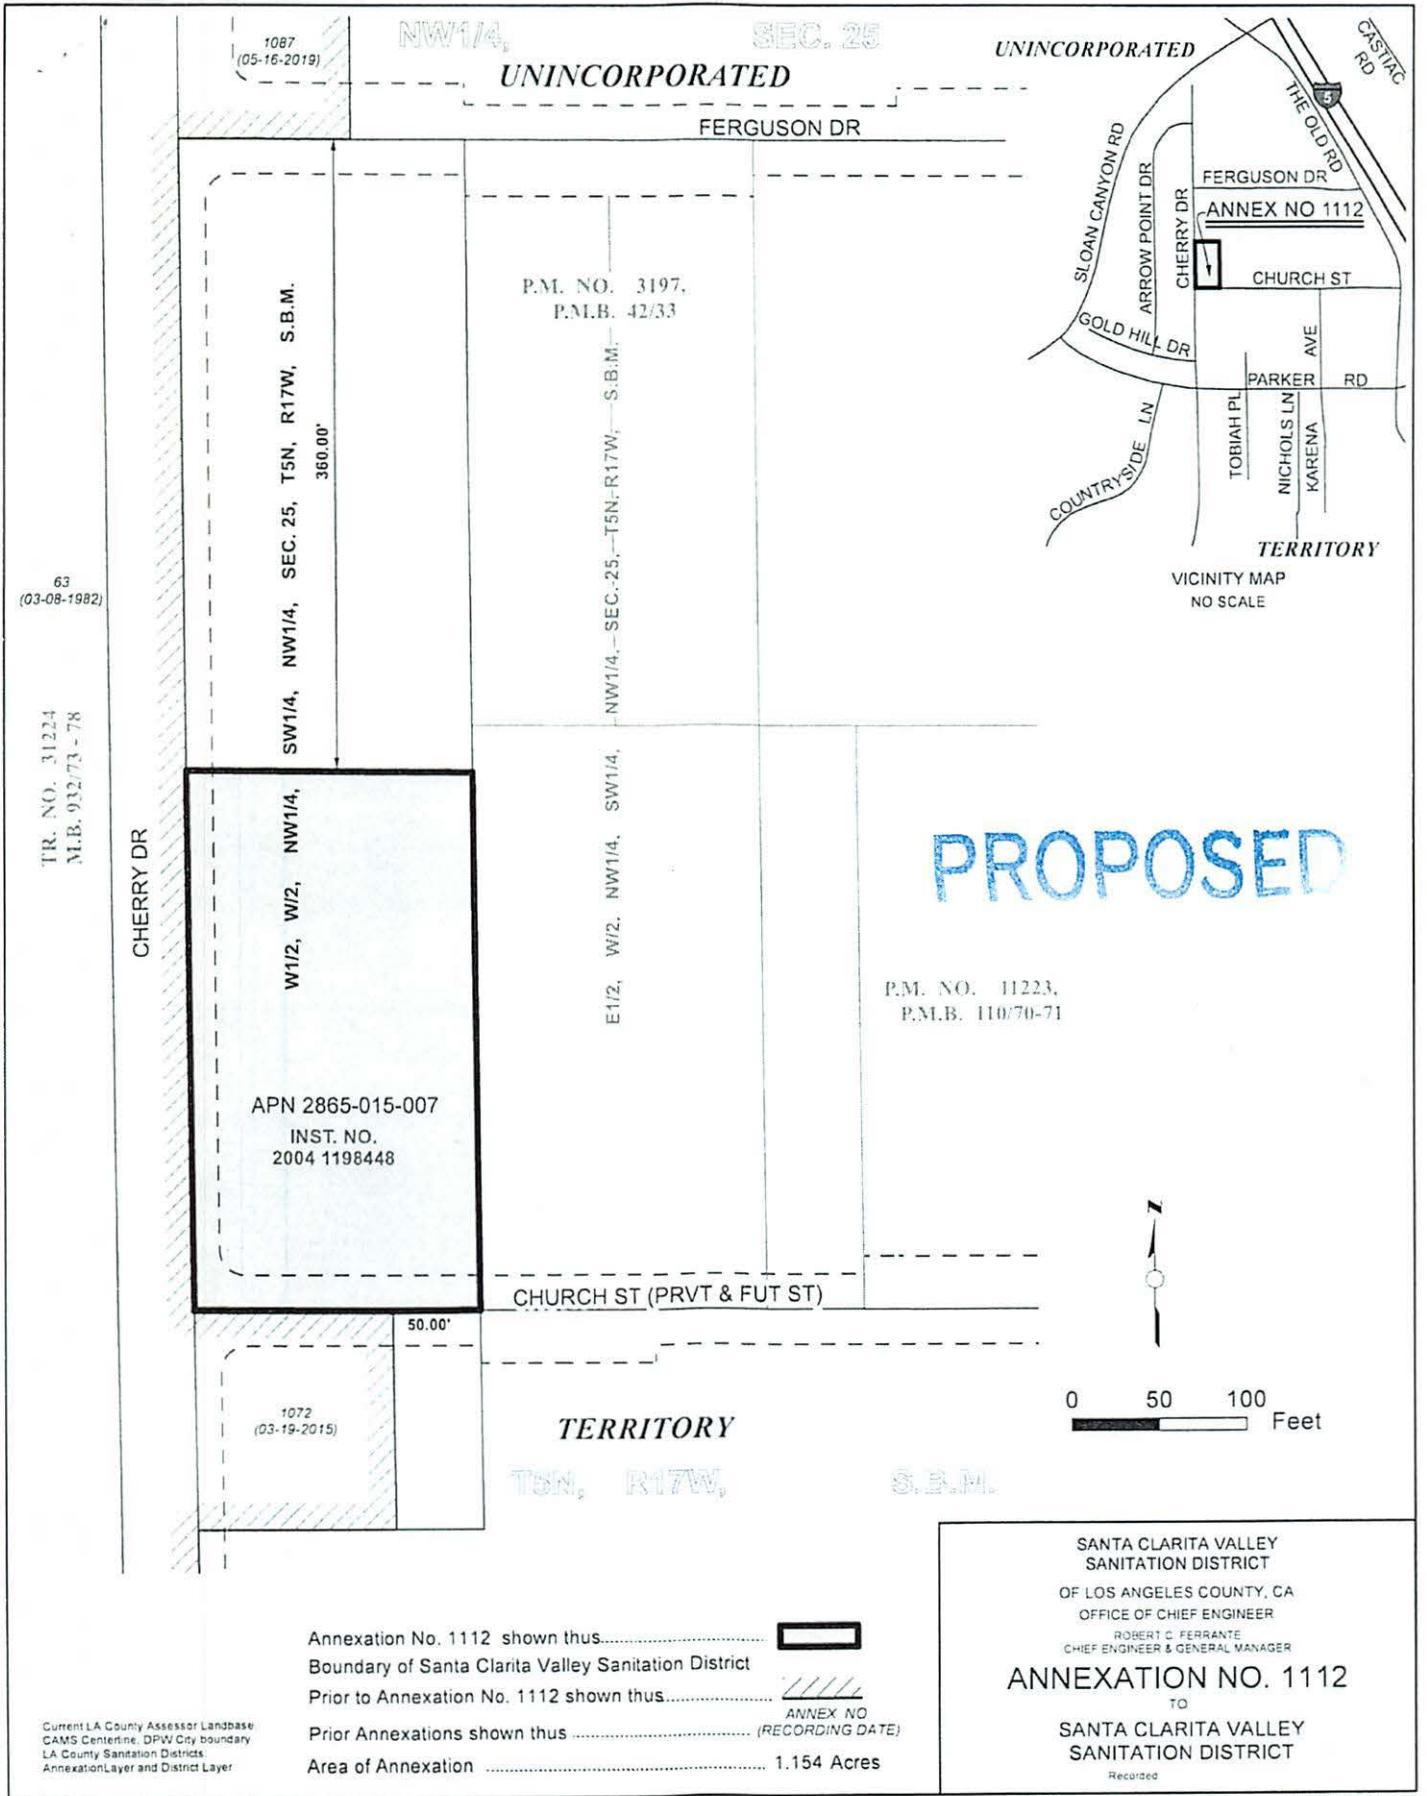 NW1/4, SEC. 25
1087
(05-16-2019)
UNINCORPORATED
FERGUSON DR
UNINCORPORATED
CASTIAC
RD
5
THE OLD RD
SLOAN CANYON RD
ARROW POINT DR
CHERRY DR
FERGUSON DR
ANNEX NO 1112
CHURCH ST
GOLD HILL DR
AVE
PARKER RD
COUNTRYSIDE LN
TOBIAH PL
NICHOLS LN
KARENA
TERRITORY
VICINITY MAP
NO SCALE
P.M. NO. 3197,
P.M.B. 42/33
360.00'
W1/2, W/2, NW1/4, SW1/4, NW1/4, SEC. 25, T5N, R17W, S.B.M.
E1/2, W/2, NW1/4, SW1/4, NW1/4, SEC. 25, T5N, R17W, S.B.M.
63
(03-08-1982)
TR. NO. 31224
M.B. 932/73 - 78
CHERRY DR
PROPOSED
P.M. NO. 11223,
P.M.B. 110/70-71
APN 2865-015-007
INST. NO.
2004 1198448
CHURCH ST (PRVT & FUT ST)
50.00'
1072
(03-19-2015)
TERRITORY
T5N, R17W, S.B.M.
N
0 50 100
Feet
Annexation No. 1112 shown thus
Boundary of Santa Clarita Valley Sanitation District
Prior to Annexation No. 1112 shown thus
ANNEX NO
Prior Annexations shown thus (RECORDING DATE)
Area of Annexation 1.154 Acres
Current LA County Assessor Landbase
CAMS Centerline, DPW City boundary
LA County Sanitation Districts
AnnexationLayer and District Layer
SANTA CLARITA VALLEY
SANITATION DISTRICT
OF LOS ANGELES COUNTY, CA
OFFICE OF CHIEF ENGINEER
ROBERT C. FERRANTE
CHIEF ENGINEER & GENERAL MANAGER
ANNEXATION NO. 1112
TO
SANTA CLARITA VALLEY
SANITATION DISTRICT
Recorded